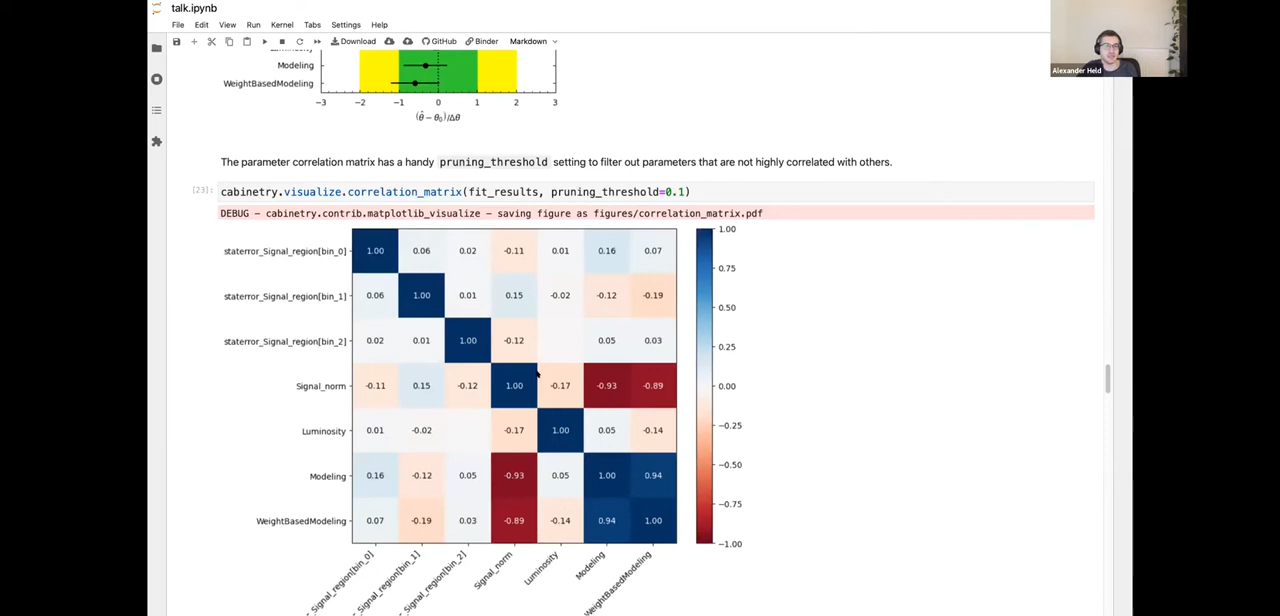 talk.ipynb
File Edit View Run Kernel Tabs Settings Help
Download GitHub Binder Markdown
Alexander Held
Modeling
WeightBasedModeling
−3 −2 −1 0 1 2 3
(θ̂ − θ₀)/Δθ
The parameter correlation matrix has a handy pruning_threshold setting to filter out parameters that are not highly correlated with others.
[23]: cabinetry.visualize.correlation_matrix(fit_results, pruning_threshold=0.1)
DEBUG - cabinetry.contrib.matplotlib_visualize - saving figure as figures/correlation_matrix.pdf
staterror_Signal_region[bin_0] 1.00 0.06 0.02 -0.11 0.01 0.16 0.07
staterror_Signal_region[bin_1] 0.06 1.00 0.01 0.15 -0.02 -0.12 -0.19
staterror_Signal_region[bin_2] 0.02 0.01 1.00 -0.12 0.05 0.03
Signal_norm -0.11 0.15 -0.12 1.00 -0.17 -0.93 -0.89
Luminosity 0.01 -0.02 -0.17 1.00 0.05 -0.14
Modeling 0.16 -0.12 0.05 -0.93 0.05 1.00 0.94
WeightBasedModeling 0.07 -0.19 0.03 -0.89 -0.14 0.94 1.00
1.00
0.75
0.50
0.25
0.00
−0.25
−0.50
−0.75
−1.00
_Signal_region[bin_0] _Signal_region[bin_1] _Signal_region[bin_2] Signal_norm Luminosity Modeling WeightBasedModeling